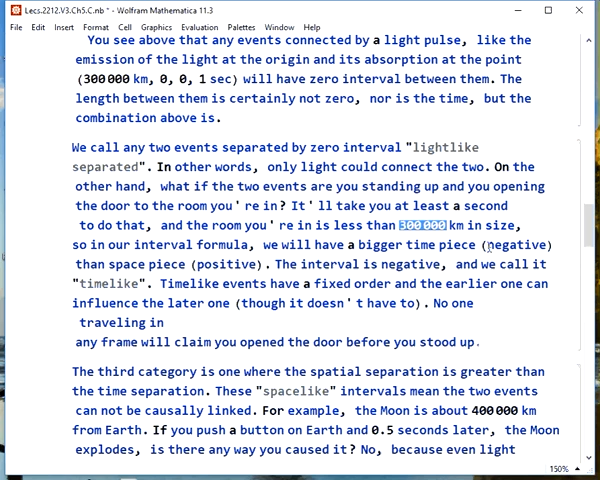 Lecs.2212.V3.Ch5.C.nb * - Wolfram Mathematica 11.3
File Edit Insert Format Cell Graphics Evaluation Palettes Window Help
You see above that any events connected by a light pulse, like the
emission of the light at the origin and its absorption at the point
(300000 km, 0, 0, 1 sec) will have zero interval between them. The
length between them is certainly not zero, nor is the time, but the
combination above is.
We call any two events separated by zero interval "lightlike
separated". In other words, only light could connect the two. On the
other hand, what if the two events are you standing up and you opening
the door to the room you're in? It'll take you at least a second
to do that, and the room you're in is less than 300000 km in size,
so in our interval formula, we will have a bigger time piece (negative)
than space piece (positive). The interval is negative, and we call it
"timelike". Timelike events have a fixed order and the earlier one can
influence the later one (though it doesn't have to). No one
traveling in
any frame will claim you opened the door before you stood up.
The third category is one where the spatial separation is greater than
the time separation. These "spacelike" intervals mean the two events
can not be causally linked. For example, the Moon is about 400000 km
from Earth. If you push a button on Earth and 0.5 seconds later, the Moon
explodes, is there any way you caused it? No, because even light
150%